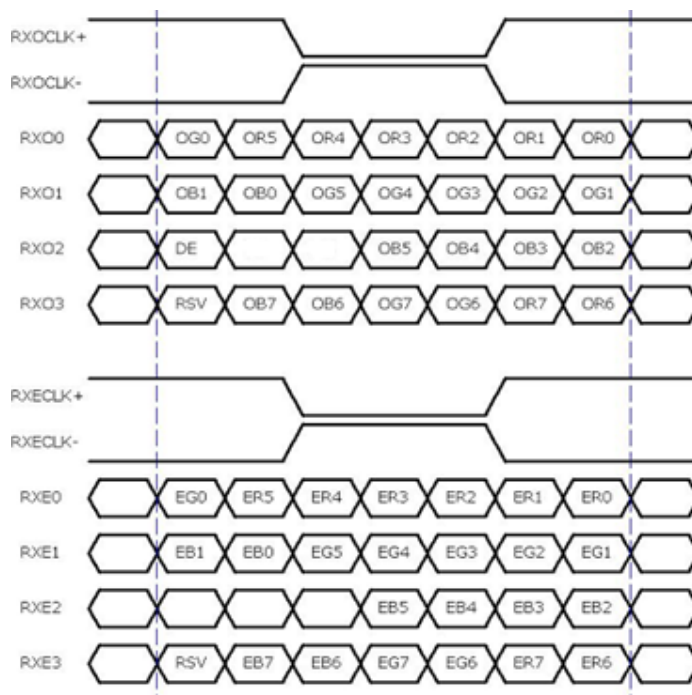 RXOCLK+
RXOCLK-
RXO0 OG0 OR5 OR4 OR3 OR2 OR1 OR0
RXO1 OB1 OB0 OG5 OG4 OG3 OG2 OG1
RXO2 DE OB5 OB4 OB3 OB2
RXO3 RSV OB7 OB6 OG7 OG6 OR7 OR6
RXECLK+
RXECLK-
RXE0 EG0 ER5 ER4 ER3 ER2 ER1 ER0
RXE1 EB1 EB0 EG5 EG4 EG3 EG2 EG1
RXE2 EB5 EB4 EB3 EB2
RXE3 RSV EB7 EB6 EG7 EG6 ER7 ER6